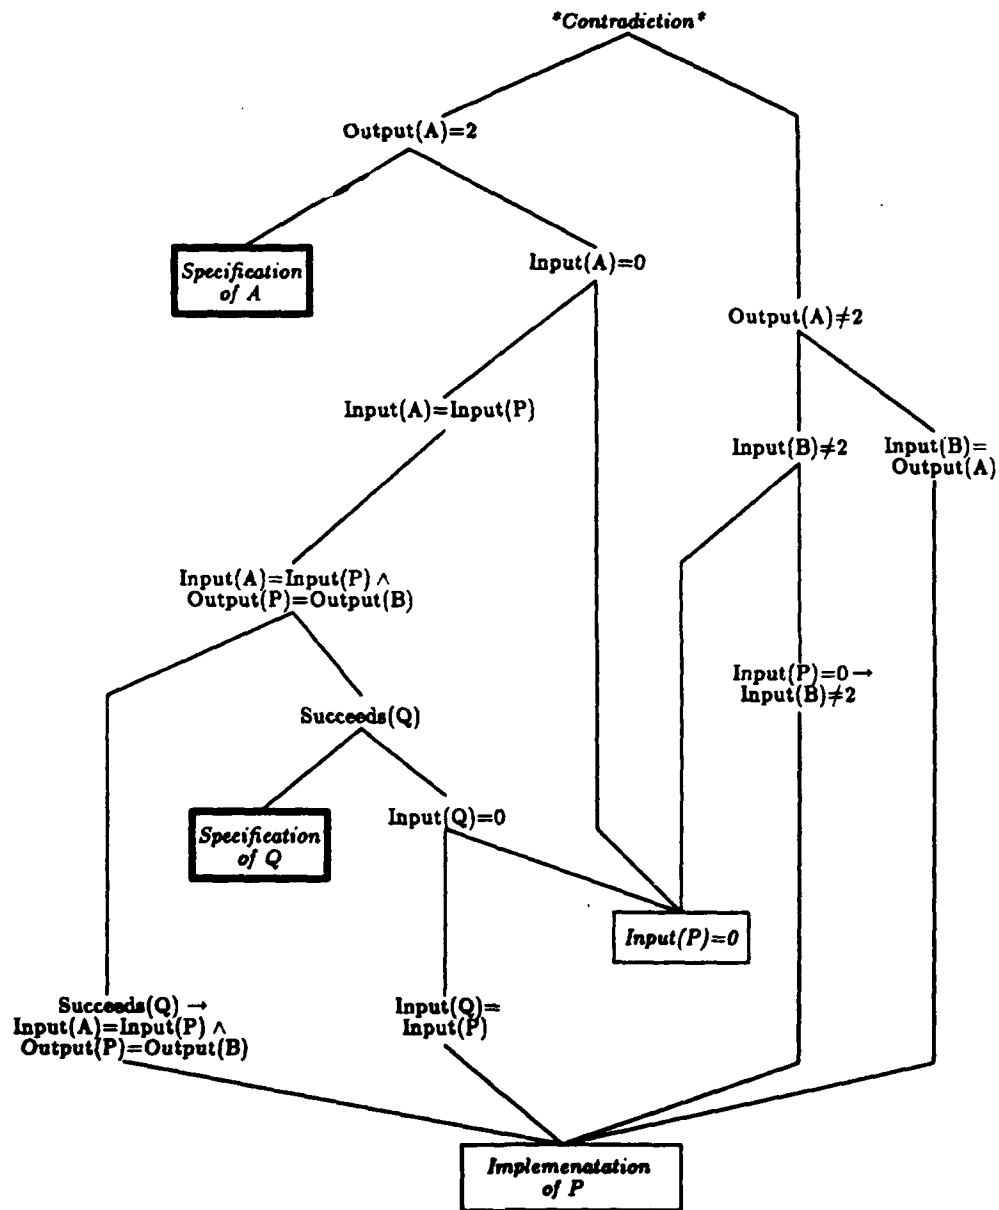 *Contradiction*
Output(A)=2
Specification
of A
Input(A)=0
Output(A)≠2
Input(A)=Input(P)
Input(B)≠2
Input(B)=
Output(A)
Input(A)=Input(P) ∧
Output(P)=Output(B)
Input(P)=0 →
Input(B)≠2
Succeeds(Q)
Specification
of Q
Input(Q)=0
Input(P)=0
Succeeds(Q) →
Input(A)=Input(P) ∧
Output(P)=Output(B)
Input(Q)=
Input(P)
Implemenatation
of P